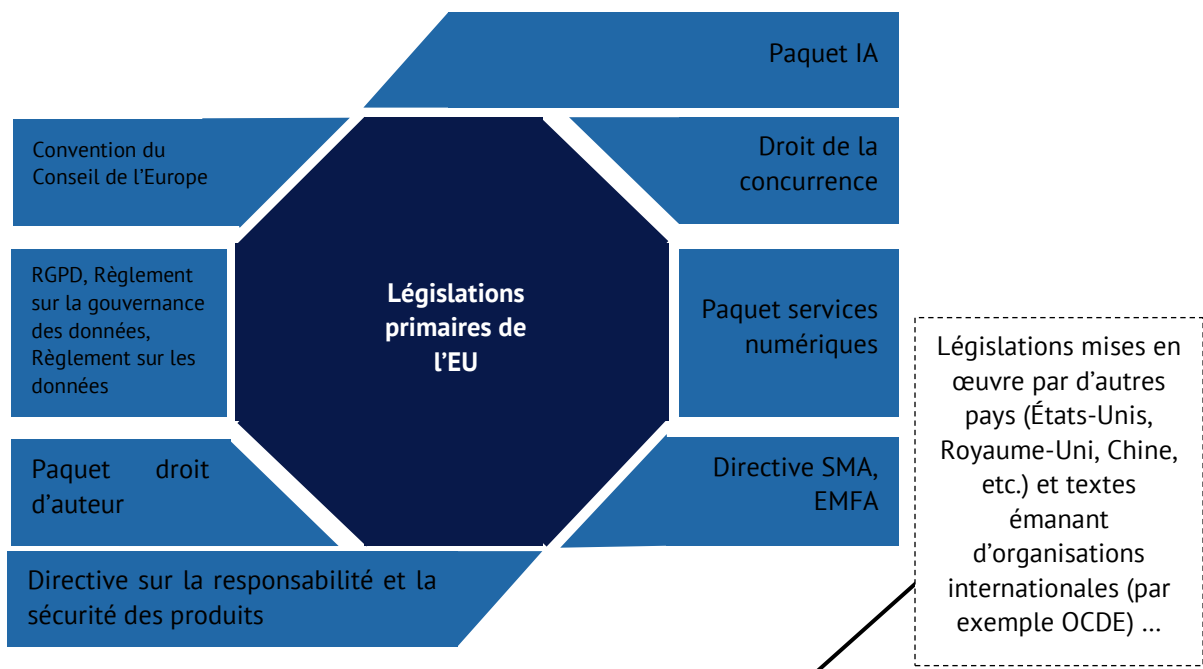 Paquet IA
Convention du
Conseil de l’Europe
Droit de la
concurrence
RGPD, Règlement
sur la gouvernance
des données,
Règlement sur les
données
Législations
primaires de
l’EU
Paquet services
numériques
Paquet droit
d’auteur
Directive SMA,
EMFA
Directive sur la responsabilité et la
sécurité des produits
Législations mises en
œuvre par d’autres
pays (États-Unis,
Royaume-Uni, Chine,
etc.) et textes
émanant
d’organisations
internationales (par
exemple OCDE) …